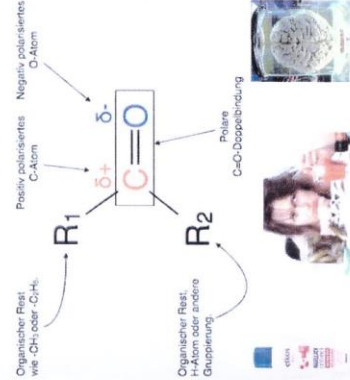 Organischer Rest
wie -CH₃ oder -C₂H₅.
Positiv polarisiertes
C-Atom
Negativ polarisiertes
O-Atom
δ+
δ-
R₁
C=O
R₂
Organischer Rest,
H-Atom oder andere
Gruppierung.
Polare
C=O-Doppelbindung